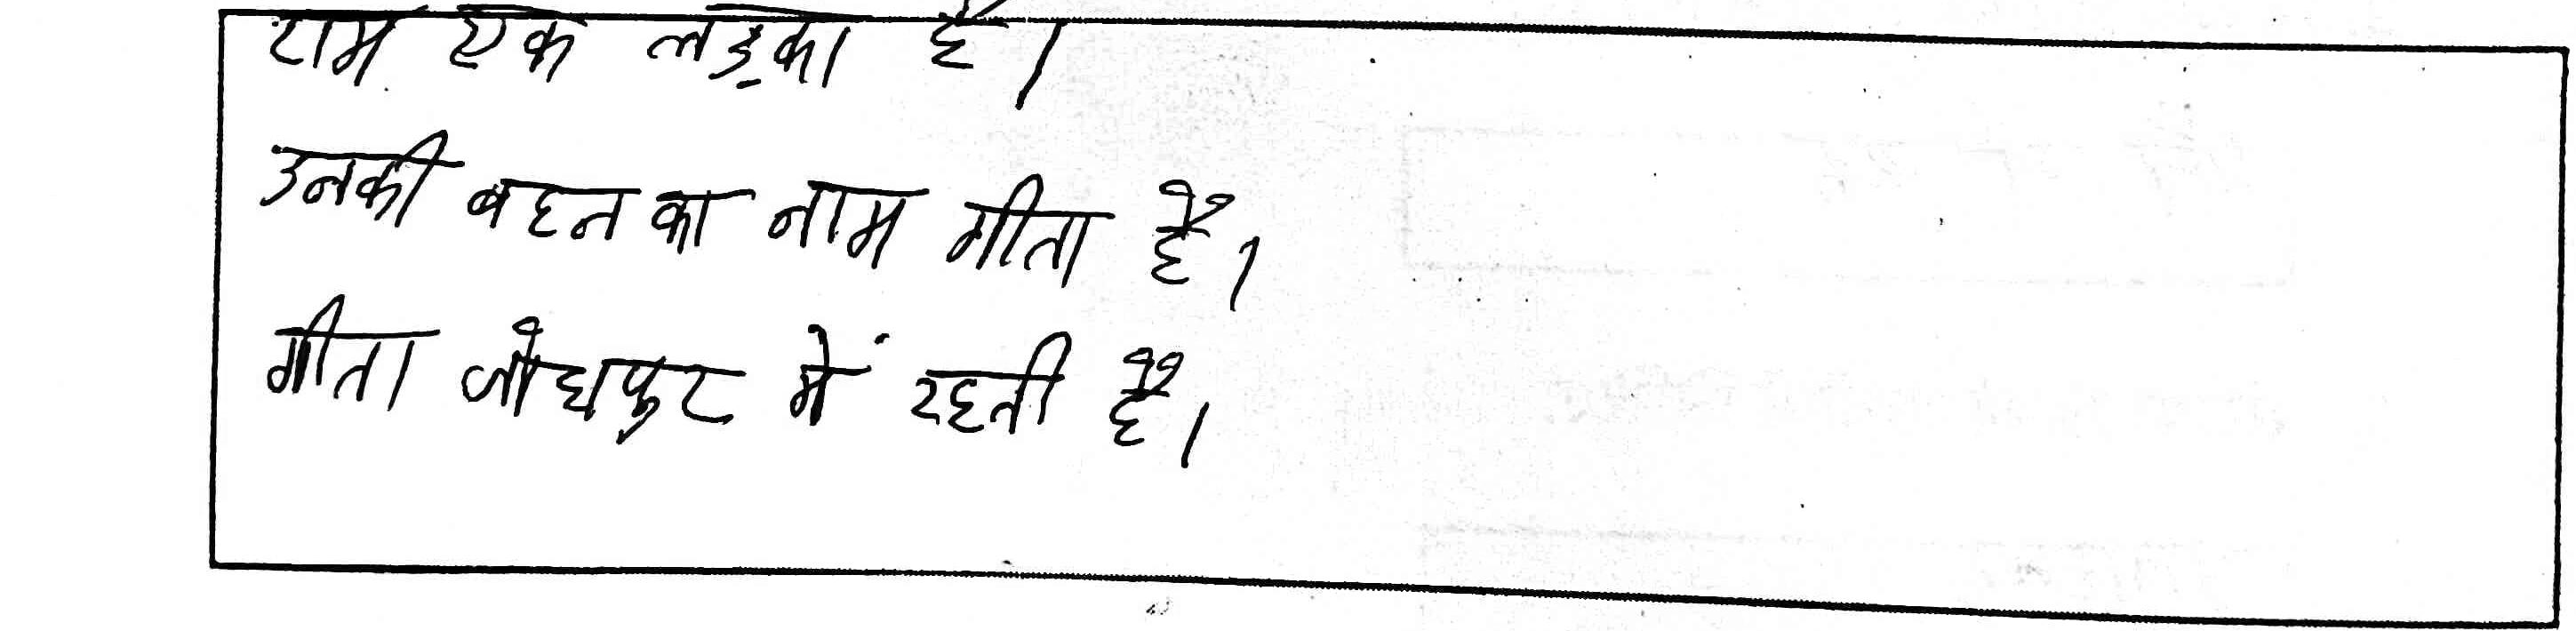 राम एक लड़का है।
उनकी बहन का नाम गीता है।
गीता जोधपुर में रहती है।